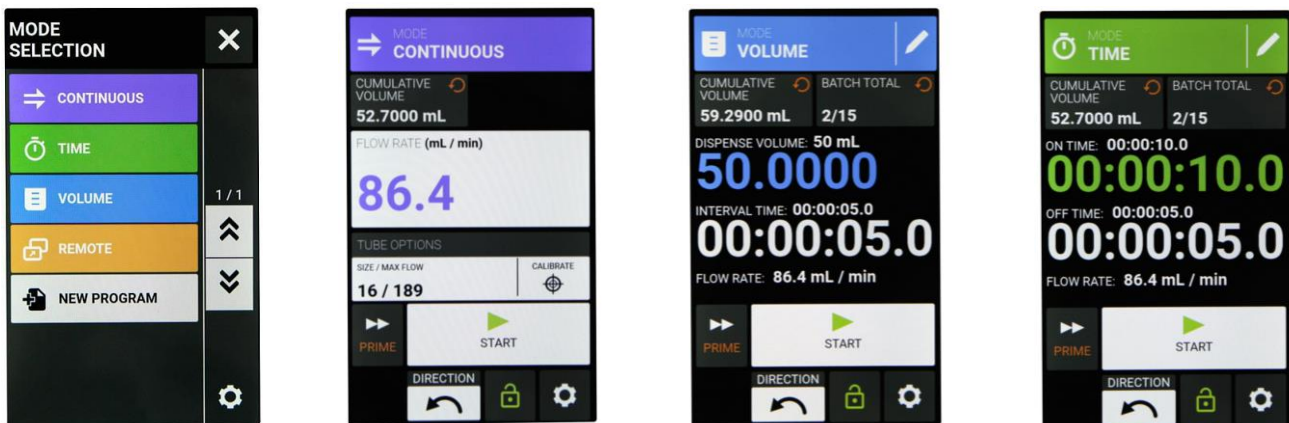 MODE
SELECTION
CONTINUOUS
TIME
VOLUME
REMOTE
NEW PROGRAM
1 / 1
MODE
CONTINUOUS
CUMULATIVE
VOLUME
52.7000 mL
FLOW RATE (mL / min)
86.4
TUBE OPTIONS
SIZE / MAX FLOW
CALIBRATE
16 / 189
PRIME
START
DIRECTION
MODE
VOLUME
CUMULATIVE
VOLUME
59.2900 mL
BATCH TOTAL
2/15
DISPENSE VOLUME: 50 mL
50.0000
INTERVAL TIME: 00:00:05.0
00:00:05.0
FLOW RATE: 86.4 mL / min
PRIME
START
DIRECTION
MODE
TIME
CUMULATIVE
VOLUME
52.7000 mL
BATCH TOTAL
2/15
ON TIME: 00:00:10.0
00:00:10.0
OFF TIME: 00:00:05.0
00:00:05.0
FLOW RATE: 86.4 mL / min
PRIME
START
DIRECTION